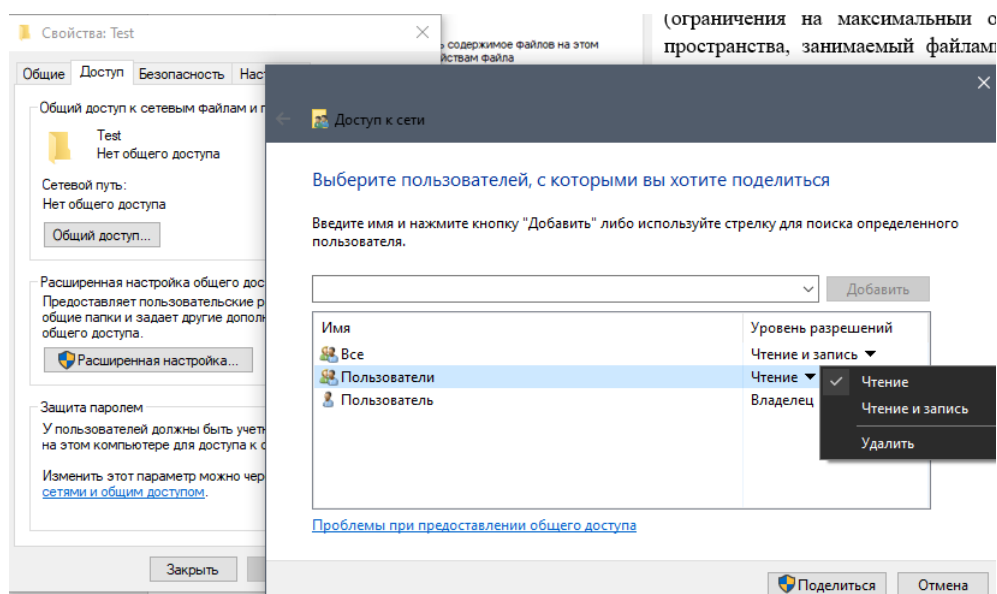 (ограничения на максимальный
пространства, занимаемый
содержимое файлов на этом
файла
Свойства: Test
Общие Доступ Безопасность
Общий доступ к сетевым файлам и
Test
Нет общего доступа
Сетевой путь:
Нет общего доступа
Общий доступ...
Расширенная настройка общего
Предоставляет пользовательские
общие папки и задает другие
общего доступа.
Расширенная настройка...
Защита паролем
У пользователей должны быть
на этом компьютере для доступа к
Изменить этот параметр можно
сетями и общим доступом.
Закрыть
Доступ к сети
Выберите пользователей, с которыми вы хотите поделиться
Введите имя и нажмите кнопку "Добавить" либо используйте стрелку для поиска определенного
пользователя.
Добавить
Имя Уровень разрешений
Все Чтение и запись
Пользователи Чтение
Пользователь Владелец
Чтение
Чтение и запись
Удалить
Проблемы при предоставлении общего доступа
Поделиться Отмена